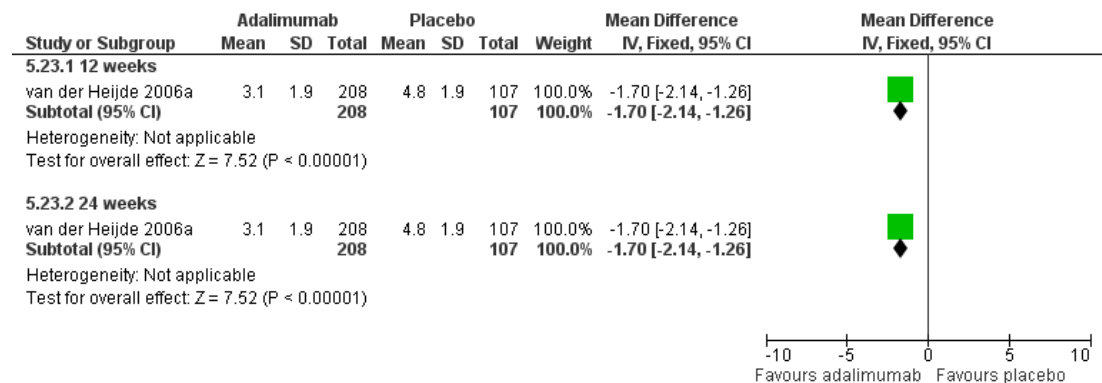 Adalimumab Placebo Mean Difference Mean Difference
Study or Subgroup Mean SD Total Mean SD Total Weight IV, Fixed, 95% CI IV, Fixed, 95% CI
5.23.1 12 weeks
van der Heijde 2006a 3.1 1.9 208 4.8 1.9 107 100.0% -1.70 [-2.14, -1.26]
Subtotal (95% CI) 208 107 100.0% -1.70 [-2.14, -1.26]
Heterogeneity: Not applicable
Test for overall effect: Z = 7.52 (P < 0.00001)
5.23.2 24 weeks
van der Heijde 2006a 3.1 1.9 208 4.8 1.9 107 100.0% -1.70 [-2.14, -1.26]
Subtotal (95% CI) 208 107 100.0% -1.70 [-2.14, -1.26]
Heterogeneity: Not applicable
Test for overall effect: Z = 7.52 (P < 0.00001)
-10 -5 0 5 10
Favours adalimumab Favours placebo